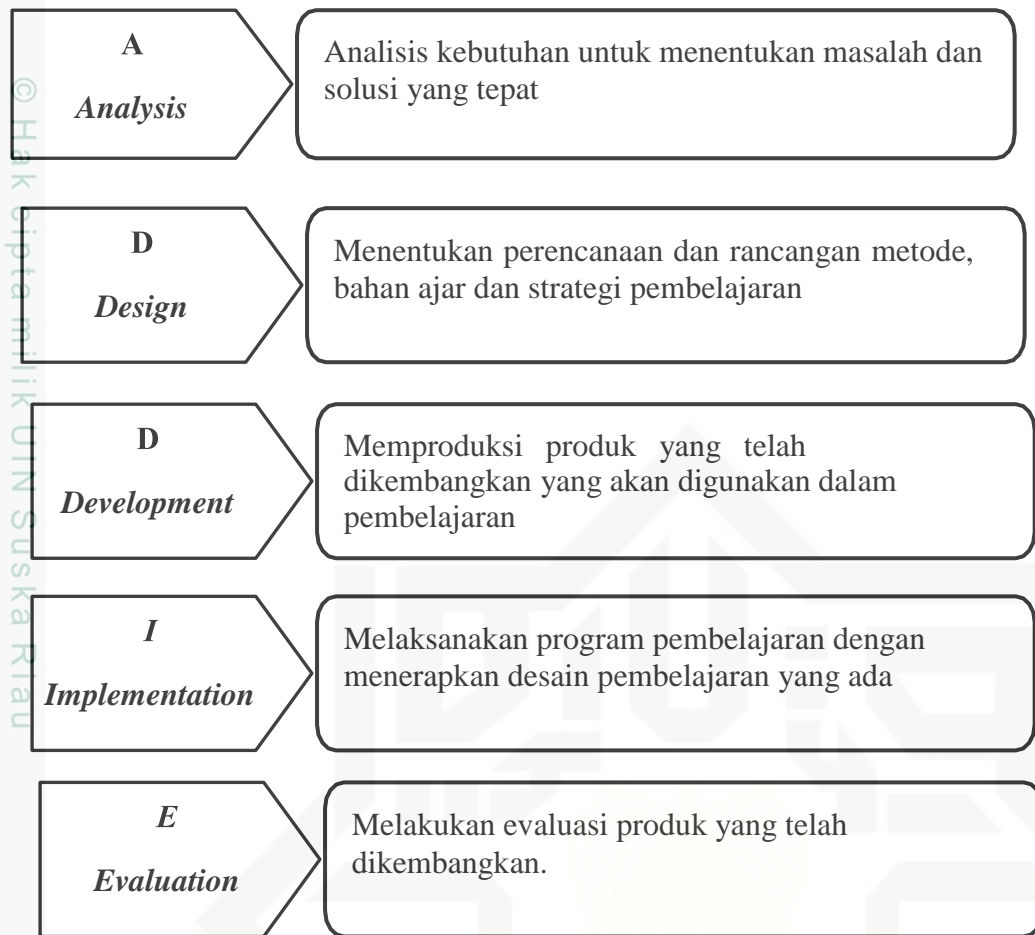 A
Analysis
Analisis kebutuhan untuk menentukan masalah dan
solusi yang tepat
D
Design
Menentukan perencanaan dan rancangan metode,
bahan ajar dan strategi pembelajaran
D
Development
Memproduksi produk yang telah
dikembangkan yang akan digunakan dalam
pembelajaran
I
Implementation
Melaksanakan program pembelajaran dengan
menerapkan desain pembelajaran yang ada
E
Evaluation
Melakukan evaluasi produk yang telah
dikembangkan.
© Hak cipta milik UIN Suska Riau